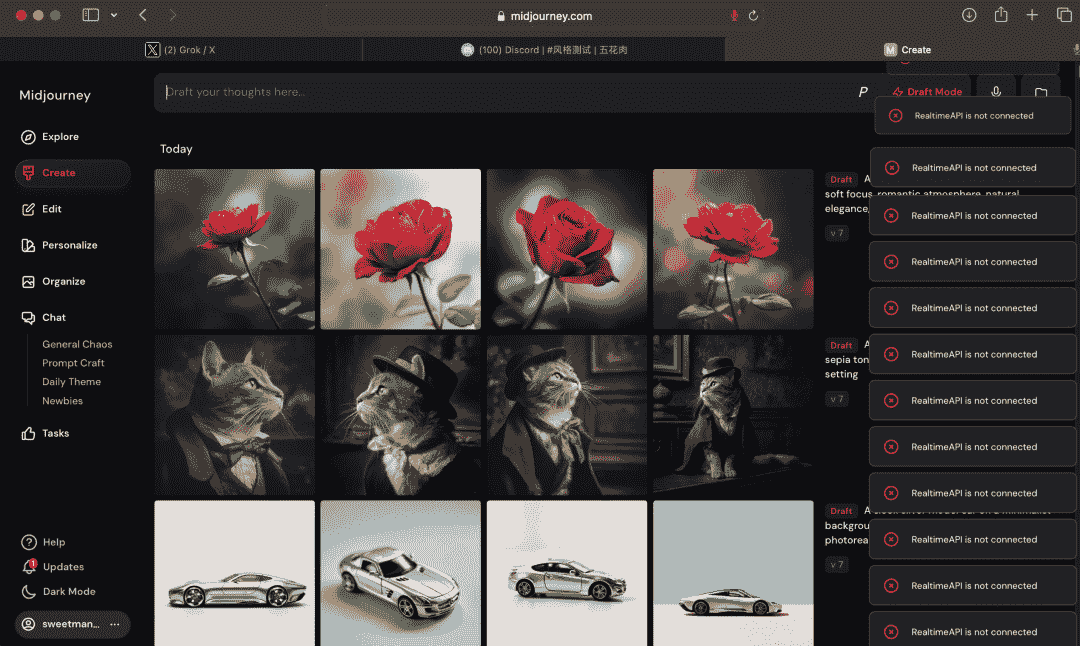 midjourney.com
(2) Grok / X
(100) Discord | #风格测试 | 五花肉
M Create
Midjourney
Draft your thoughts here...
P
Draft Mode
Explore
Create
Edit
Personalize
Organize
Chat
General Chaos
Prompt Craft
Daily Theme
Newbies
Tasks
Help
1
Updates
Dark Mode
sweetman... ...
Today
Draft A
soft focus, romantic atmosphere, natural
elegance,
v 7
Draft A
sepia ton
setting
v 7
Draft
backgrou
photorea
v 7
RealtimeAPI is not connected
RealtimeAPI is not connected
RealtimeAPI is not connected
RealtimeAPI is not connected
RealtimeAPI is not connected
RealtimeAPI is not connected
RealtimeAPI is not connected
RealtimeAPI is not connected
RealtimeAPI is not connected
RealtimeAPI is not connected
RealtimeAPI is not connected
RealtimeAPI is not connected